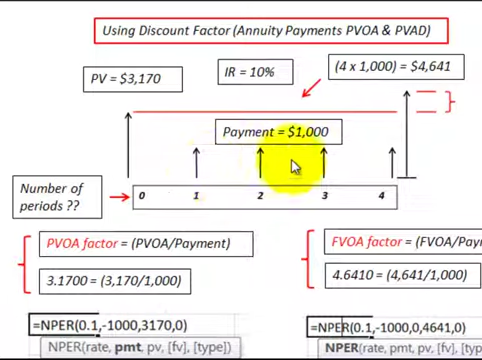 Using Discount Factor (Annuity Payments PVOA & PVAD)
PV = $3,170
IR = 10%
(4 x 1,000) = $4,641
Payment = $1,000
Number of
periods ??
0 1 2 3 4
PVOA factor = (PVOA/Payment)
3.1700 = (3,170/1,000)
FVOA factor = (FVOA/Pay
4.6410 = (4,641/1,000)
=NPER(0.1,-1000,3170,0)
NPER(rate, pmt, pv, [fv], [type])
=NPER(0.1,-1000,0,4641,0)
NPER(rate, pmt, pv, [fv], [ty